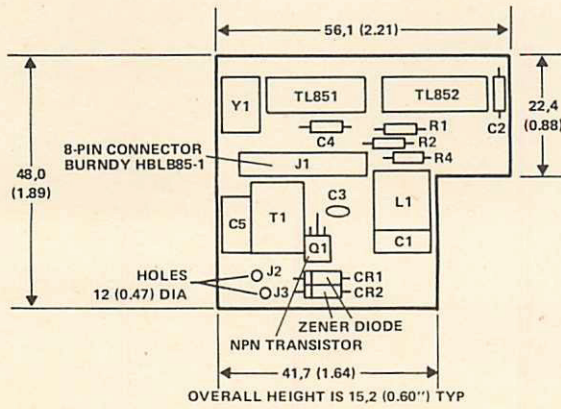 56,1 (2.21)
Y1
TL851
TL852
C2
22,4
(0.88)
C4
R1
R2
R4
8-PIN CONNECTOR
BURNDY HBLB85-1
J1
48,0
(1.89)
C5
T1
C3
L1
C1
Q1
HOLES
12 (0.47) DIA
J2
J3
CR1
CR2
ZENER DIODE
NPN TRANSISTOR
41,7 (1.64)
OVERALL HEIGHT IS 15,2 (0.60") TYP